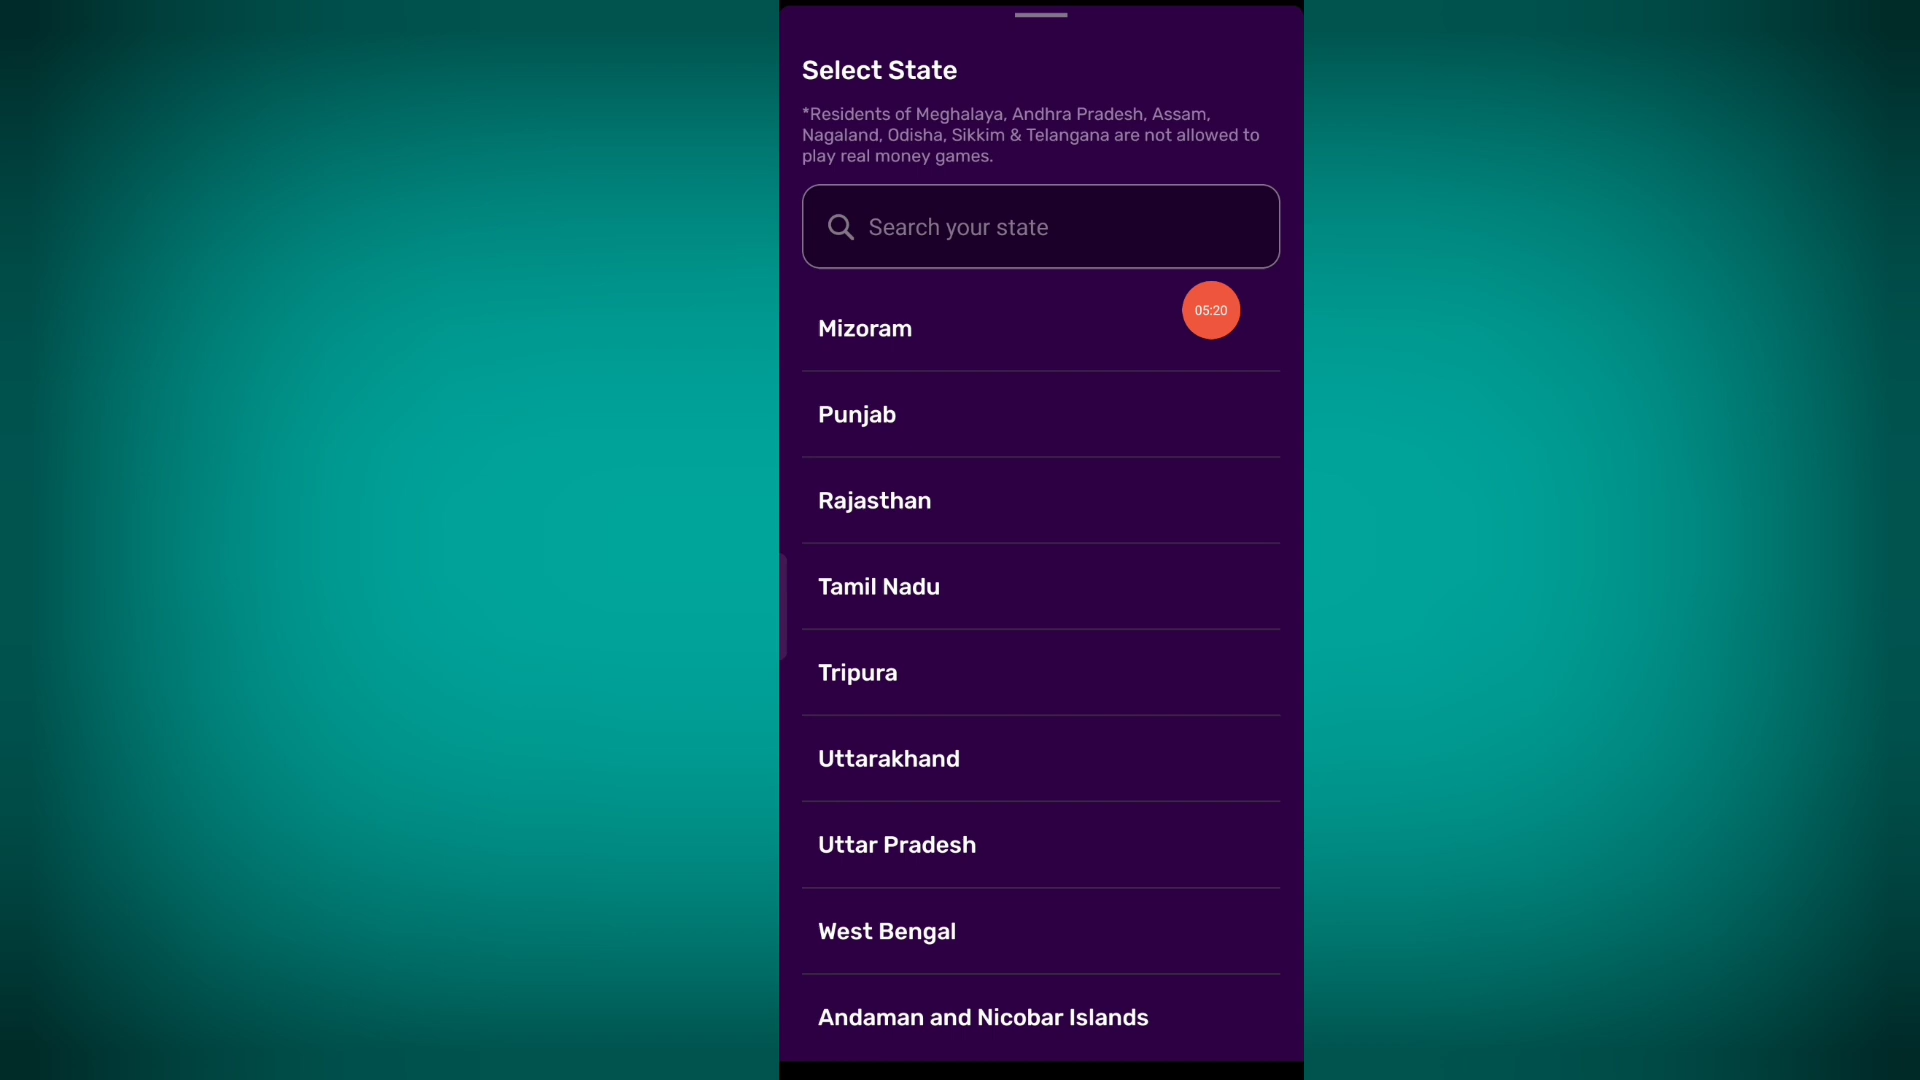 Select State
*Residents of Meghalaya, Andhra Pradesh, Assam,
Nagaland, Odisha, Sikkim & Telangana are not allowed to
play real money games.
Search your state
05:20
Mizoram
Punjab
Rajasthan
Tamil Nadu
Tripura
Uttarakhand
Uttar Pradesh
West Bengal
Andaman and Nicobar Islands